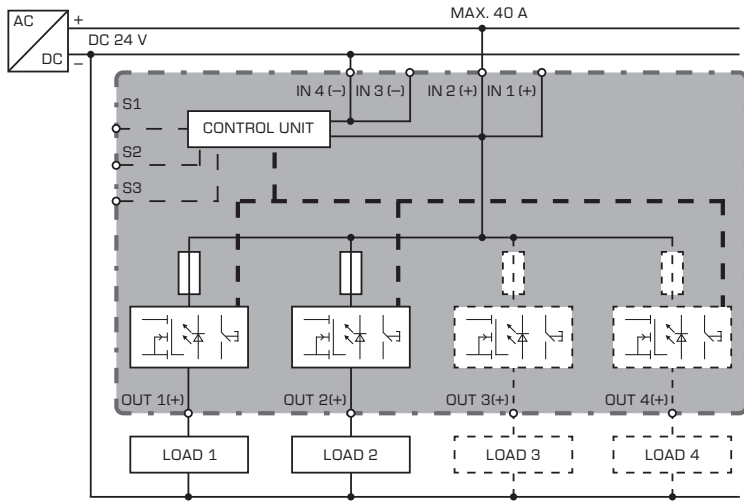 AC
+
MAX. 40 A
DC 24 V
DC
–
IN 4 (–) IN 3 (–) IN 2 (+) IN 1 (+)
S1
CONTROL UNIT
S2
S3
OUT 1(+) OUT 2(+) OUT 3(+) OUT 4(+)
LOAD 1 LOAD 2 LOAD 3 LOAD 4